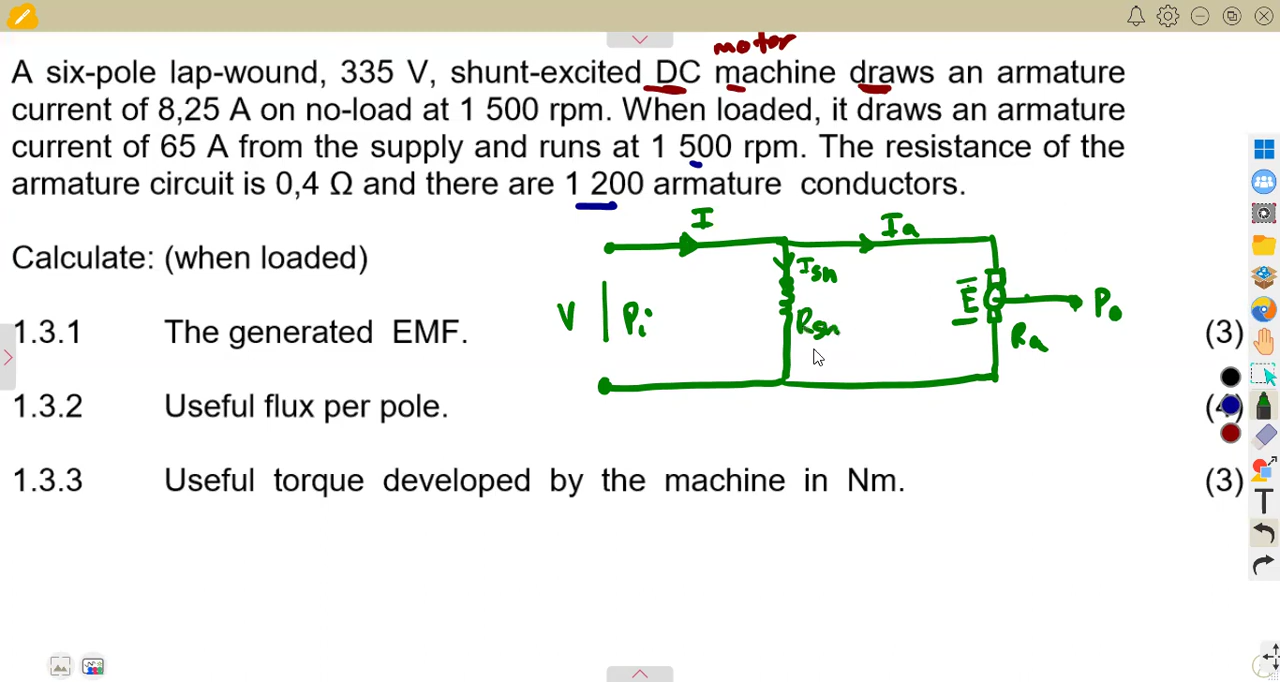 motor
A six-pole lap-wound, 335 V, shunt-excited DC machine draws an armature
current of 8,25 A on no-load at 1 500 rpm. When loaded, it draws an armature
current of 65 A from the supply and runs at 1 500 rpm. The resistance of the
armature circuit is 0,4 Ω and there are 1 200 armature conductors.
I
Ia
Calculate: (when loaded)
Ish
E
Po
V
Pi
Rsh
Ra
1.3.1 The generated EMF. (3)
1.3.2 Useful flux per pole. (4)
1.3.3 Useful torque developed by the machine in Nm. (3)
T